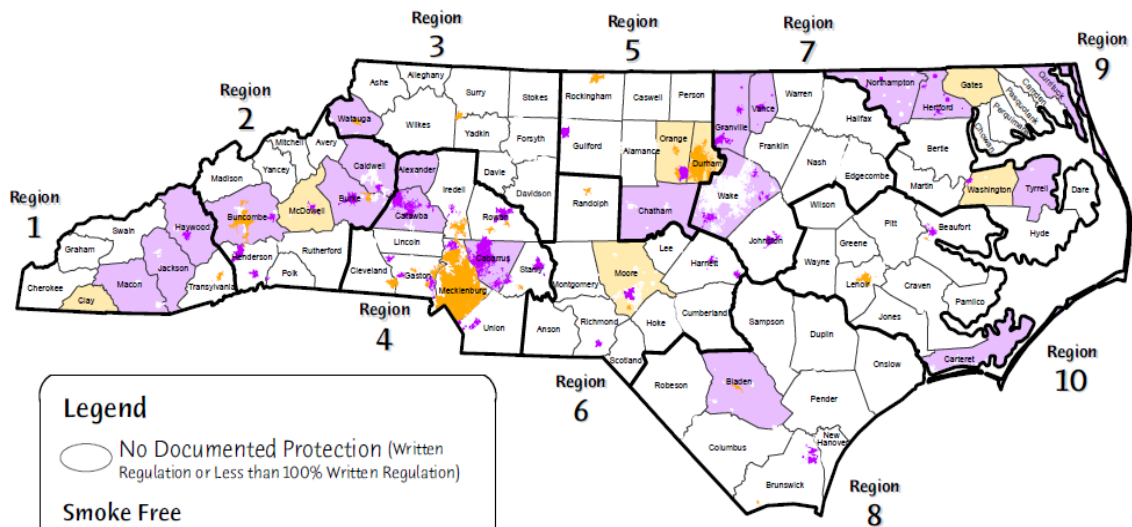 Region
3
Region
5
Region
7
Region
9
Region
2
Region
1
Ashe
Alleghany
Surry
Stokes
Rockingham
Caswell
Person
Granville
Vance
Warren
Northampton
Hertford
Gates
Camden
Currituck
Pasquotank
Perquimans
Chowan
Watauga
Wilkes
Yadkin
Forsyth
Guilford
Alamance
Orange
Durham
Franklin
Halifax
Bertie
Mitchell
Avery
Yancey
Madison
Caldwell
Alexander
Iredell
Davie
Davidson
Randolph
Chatham
Wake
Nash
Edgecombe
Martin
Washington
Tyrrell
Dare
Buncombe
McDowell
Burke
Catawba
Rowan
Wilson
Pitt
Beaufort
Hyde
Swain
Haywood
Graham
Jackson
Henderson
Rutherford
Polk
Lincoln
Cabarrus
Stanly
Montgomery
Moore
Lee
Harnett
Johnston
Wayne
Greene
Lenoir
Craven
Pamlico
Cherokee
Clay
Macon
Transylvania
Cleveland
Gaston
Mecklenburg
Union
Anson
Richmond
Scotland
Hoke
Cumberland
Sampson
Duplin
Jones
Onslow
Carteret
Region
4
Region
6
Region
10
Robeson
Bladen
Pender
Columbus
New
Hanover
Brunswick
Region
8
Legend
No Documented Protection (Written
Regulation or Less than 100% Written Regulation)
Smoke Free